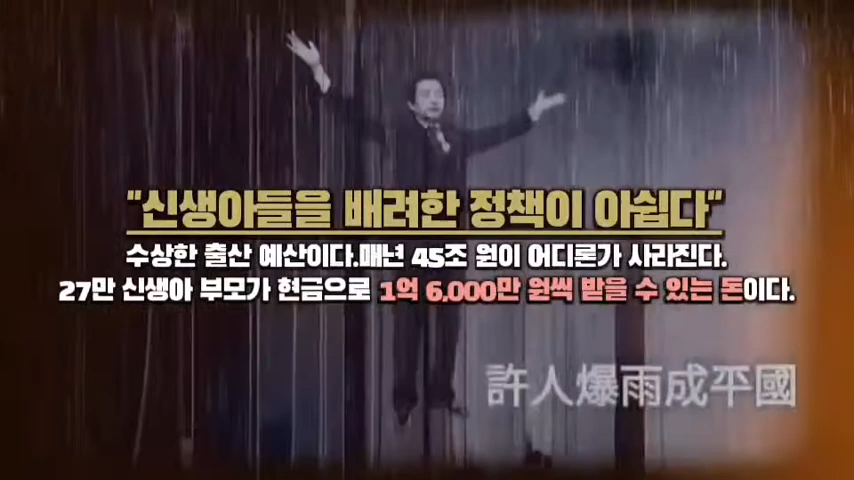 "신생아들을 배려한 정책이 아쉽다"
수상한 출산 예산이다.매년 45조 원이 어디론가 사라진다.
27만 신생아 부모가 현금으로 1억 6.000만 원씩 받을 수 있는 돈이다.
許人爆雨成平國